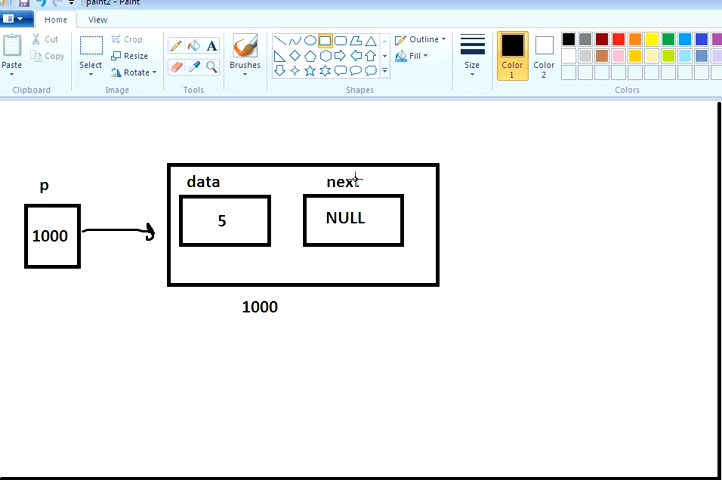 paint2 - Paint
Home View
Paste
Cut
Copy
Clipboard
Select
Crop
Resize
Rotate
Image
A
Tools
Brushes
Outline
Fill
Shapes
Size
Color 1
Color 2
Colors
p
1000
data
next
5
NULL
1000